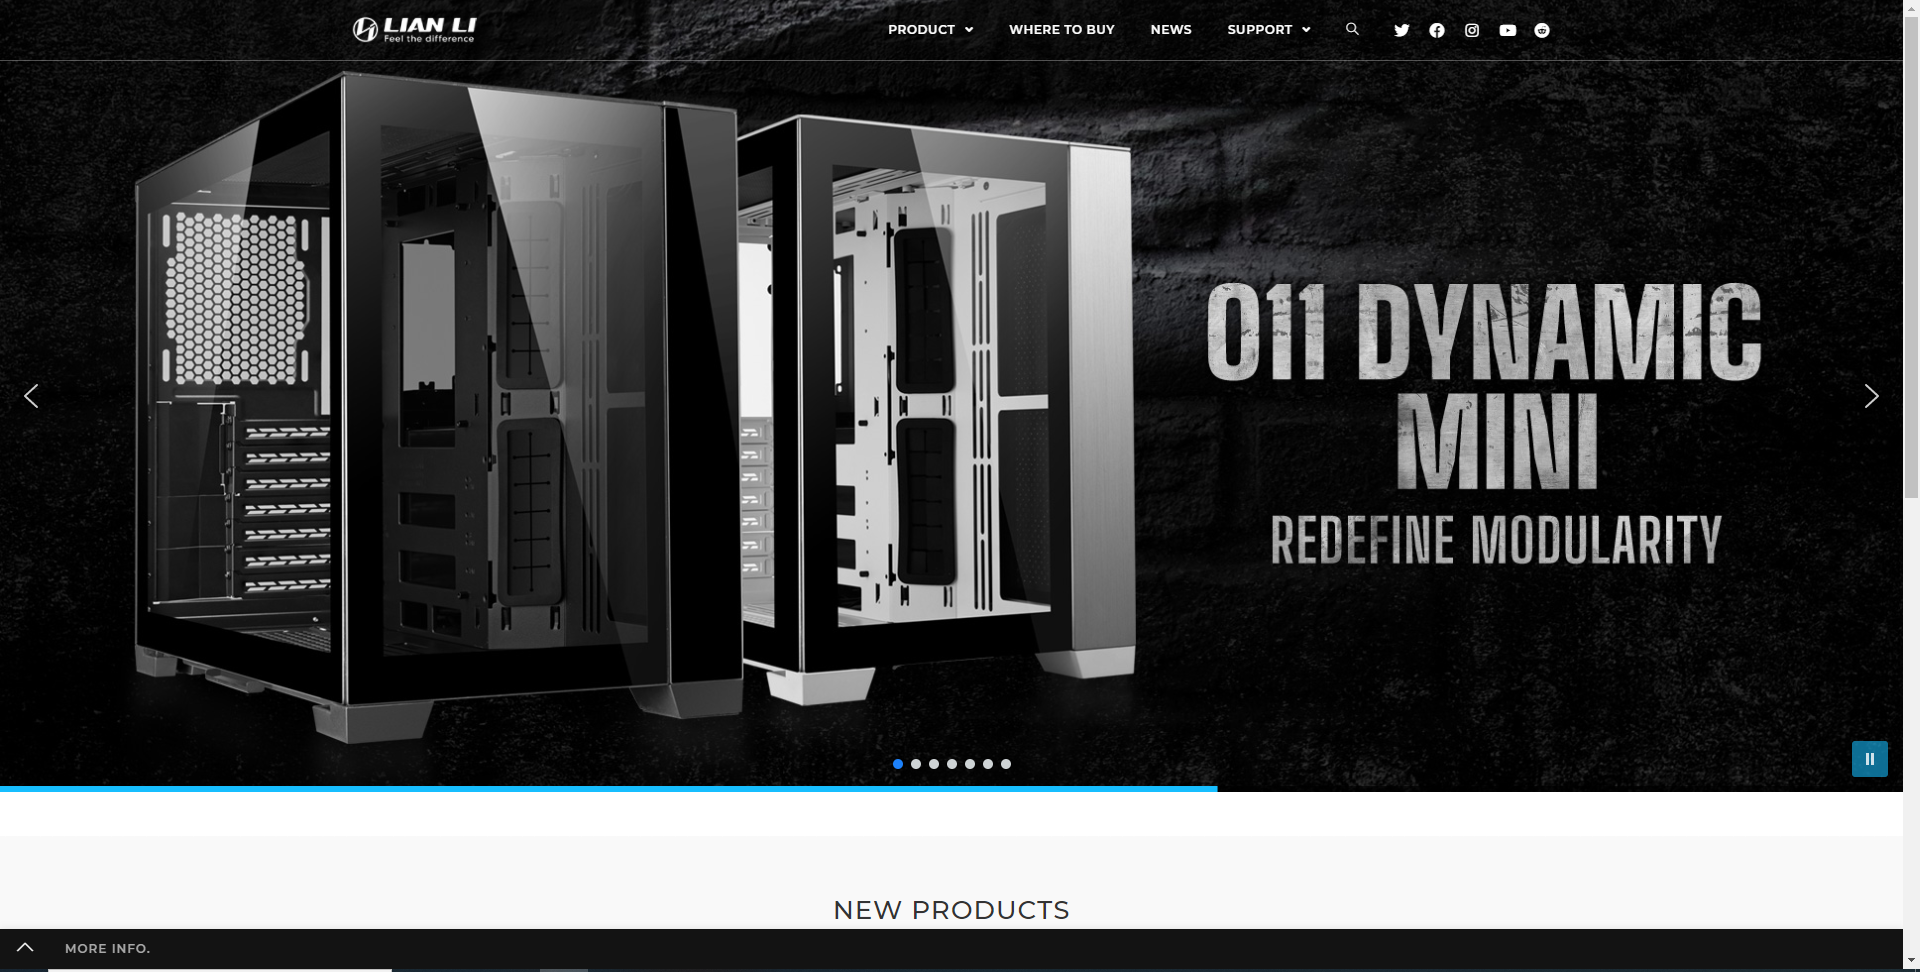 LIAN LI
Feel the difference
PRODUCT
WHERE TO BUY
NEWS
SUPPORT
O11 DYNAMIC
MINI
REDEFINE MODULARITY
NEW PRODUCTS
MORE INFO.